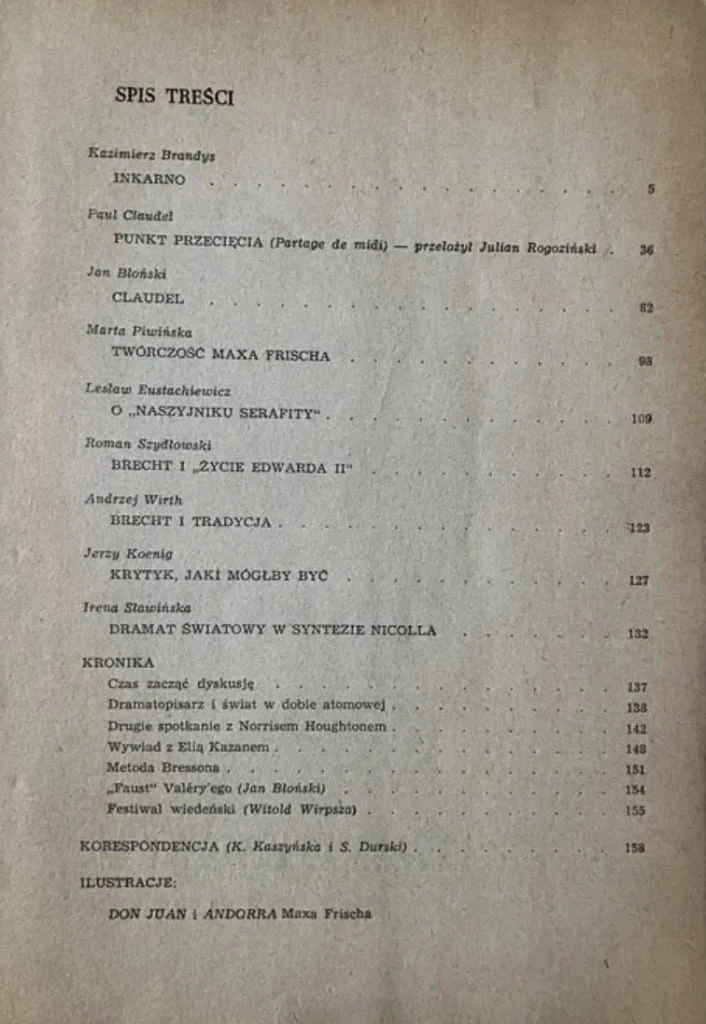 SPIS TREŚCI
Kazimierz Brandys
INKARNO . . . . . . . . . . . . . . . . . 5
Paul Claudel
PUNKT PRZECIĘCIA (Partage de midi) — przełożył Julian Rogoziński . 36
Jan Błoński
CLAUDEL . . . . . . . . . . . . . . . . . 82
Marta Piwińska
TWÓRCZOŚĆ MAXA FRISCHA . . . . . . . . . . . 98
Lesław Eustachiewicz
O „NASZYJNIKU SERAFITY“ . . . . . . . . . . . . 109
Roman Szydłowski
BRECHT I „ŻYCIE EDWARDA II“ . . . . . . . . . . 112
Andrzej Wirth
BRECHT I TRADYCJA . . . . . . . . . . . . . . 123
Jerzy Koenig
KRYTYK, JAKI MÓGŁBY BYĆ . . . . . . . . . . . 127
Irena Sławińska
DRAMAT ŚWIATOWY W SYNTEZIE NICOLLA . . . . . . . 132
KRONIKA
Czas zacząć dyskusję . . . . . . . . . . . . . . 137
Dramatopisarz i świat w dobie atomowej . . . . . . . . . 138
Drugie spotkanie z Norrisem Houghtonem . . . . . . . . . 142
Wywiad z Elią Kazanem . . . . . . . . . . . . . . 148
Metoda Bressona . . . . . . . . . . . . . . . . 151
„Faust“ Valéry'ego (Jan Błoński) . . . . . . . . . . . 154
Festiwal wiedeński (Witold Wirpsza) . . . . . . . . . . 155
KORESPONDENCJA (K. Kaszyńska i S. Durski) . . . . . . . . 158
ILUSTRACJE:
DON JUAN i ANDORRA Maxa Frischa